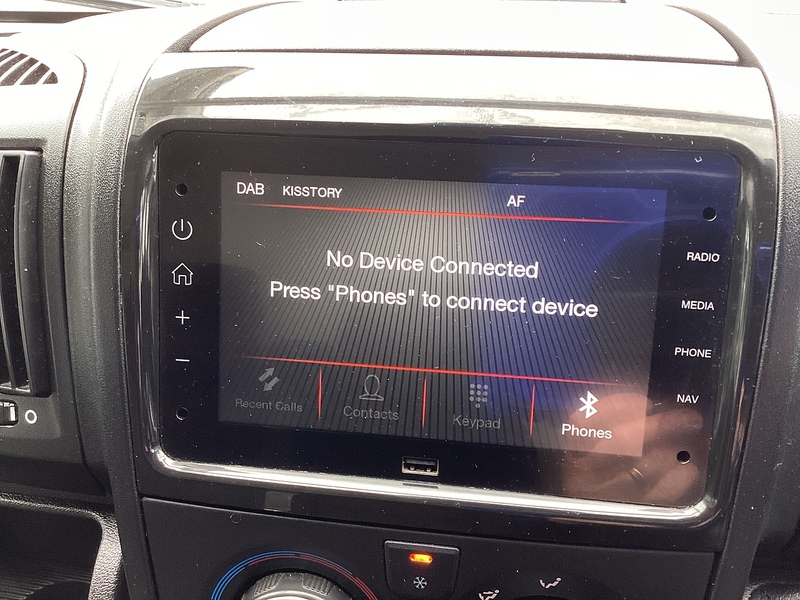 DAB KISSTORY AF
No Device Connected
Press "Phones" to connect device
Recent Calls
Contacts
Keypad
Phones
RADIO
MEDIA
PHONE
NAV